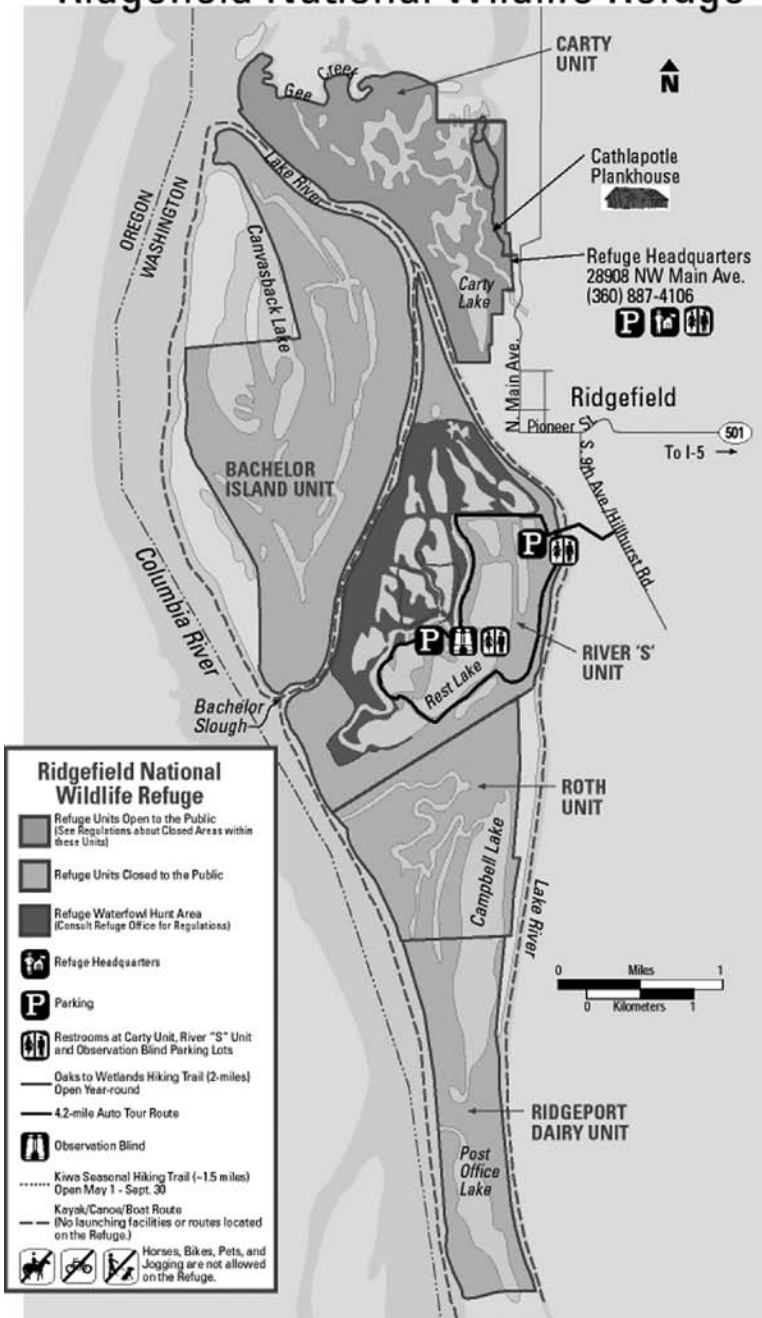 Ridgefield National Wildlife Refuge
CARTY
UNIT
N
Gee Creek
Cathlapotle
Plankhouse
Lake River
OREGON
WASHINGTON
Canvasback Lake
Refuge Headquarters
28908 NW Main Ave.
(360) 887-4106
P
Carty
Lake
N. Main Ave.
Ridgefield
Pioneer St.
501
To I-5
S. 9th Ave./Hillhurst Rd.
BACHELOR
ISLAND UNIT
P
Columbia River
P
RIVER 'S'
UNIT
Rest Lake
Bachelor
Slough
ROTH
UNIT
Campbell Lake
Lake River
0 Miles 1
0 Kilometers 1
RIDGEPORT
DAIRY UNIT
Post
Office
Lake
Ridgefield National
Wildlife Refuge
Refuge Units Open to the Public
(See Regulations about Closed Areas within
these Units)
Refuge Units Closed to the Public
Refuge Waterfowl Hunt Area
(Consult Refuge Office for Regulations)
Refuge Headquarters
P
Parking
Restrooms at Carty Unit, River "S" Unit
and Observation Blind Parking Lots
Oaks to Wetlands Hiking Trail (2-miles)
Open Year-round
4.2-mile Auto Tour Route
Observation Blind
Kiwa Seasonal Hiking Trail (~1.5 miles)
Open May 1 - Sept. 30
Kayak/Canoe/Boat Route
(No launching facilities or routes located
on the Refuge.)
Horses, Bikes, Pets, and
Jogging are not allowed
on the Refuge.